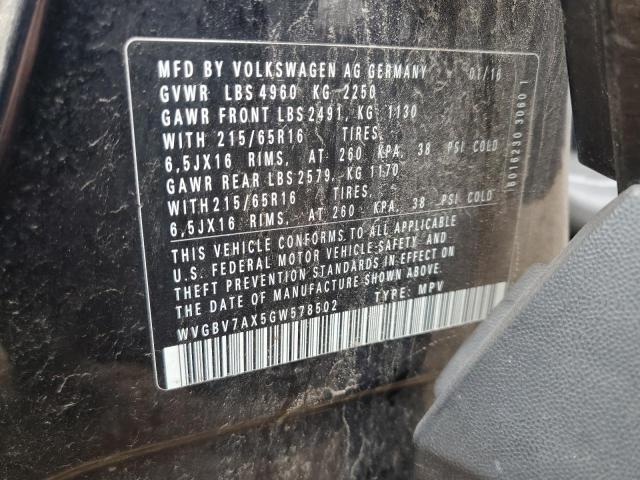 MFD BY VOLKSWAGEN AG GERMANY 01/16
GVWR LBS 4960 KG 2250
GAWR FRONT LBS 2491, KG 1130
WITH 215/65R16 TIRES,
6,5JX16 RIMS, AT 260 KPA, 38 PSI COLD
GAWR REAR LBS 2579, KG 1170
WITH 215/65R16 TIRES,
6,5JX16 RIMS, AT 260 KPA, 38 PSI COLD
THIS VEHICLE CONFORMS TO ALL APPLICABLE
U.S. FEDERAL MOTOR VEHICLE SAFETY AND
THEFT PREVENTION STANDARDS IN EFFECT ON
THE DATE OF MANUFACTURE SHOWN ABOVE.
WVGBV7AX5GW578502 TYPE: MPV